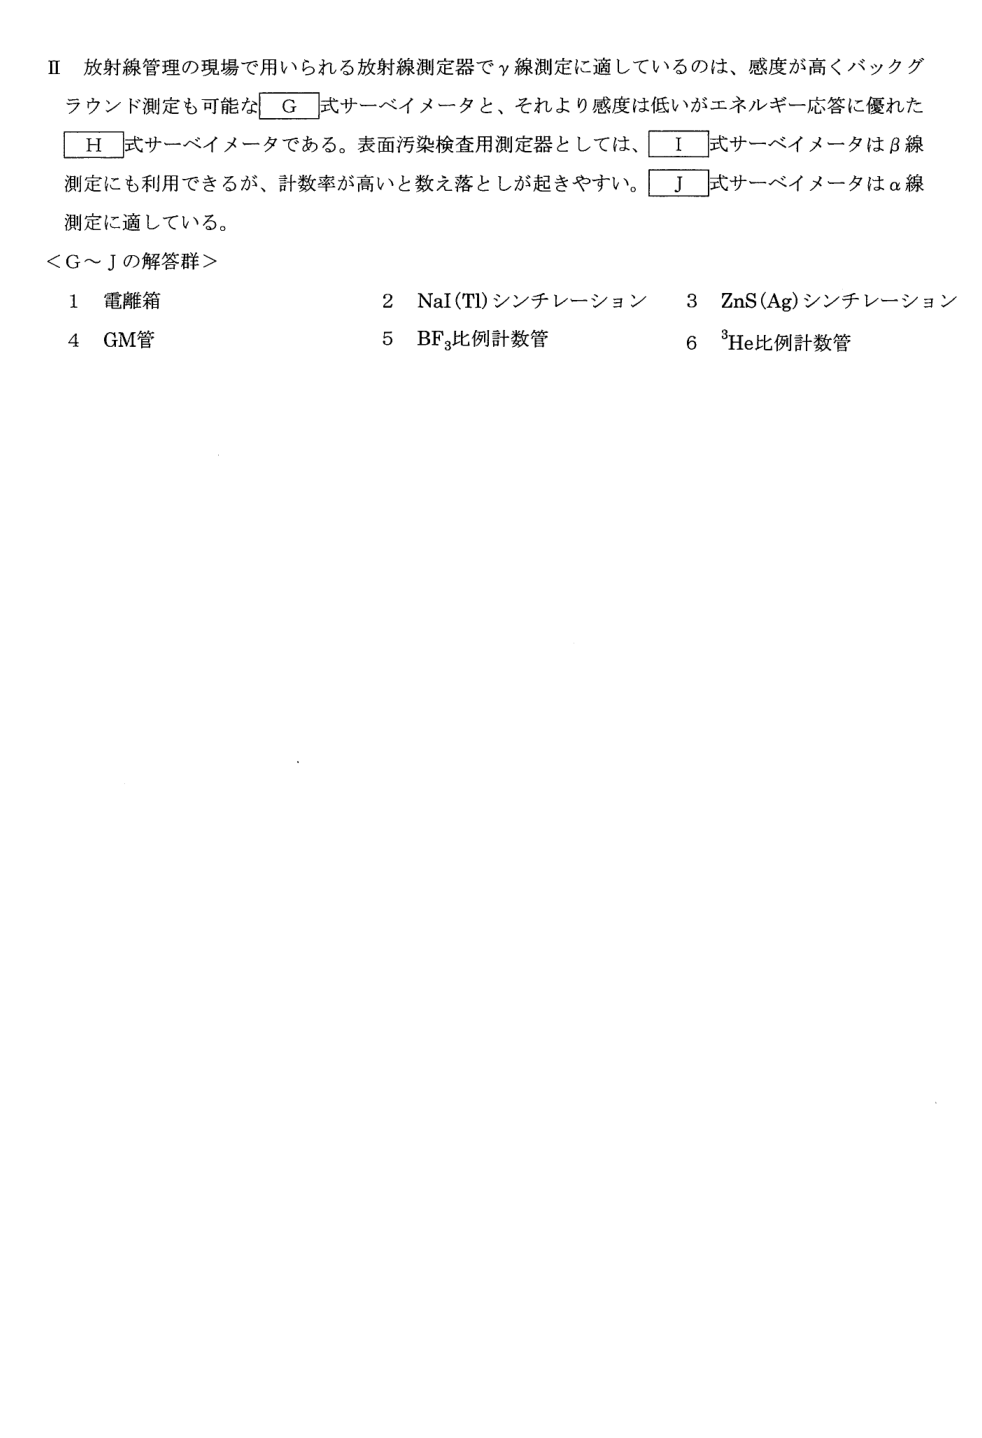 Ⅱ 放射線管理の現場で用いられる放射線測定器でγ線測定に適しているのは、感度が高くバックグ
ラウンド測定も可能な G 式サーベイメータと、それより感度は低いがエネルギー応答に優れた
H 式サーベイメータである。表面汚染検査用測定器としては、 I 式サーベイメータはβ線
測定にも利用できるが、計数率が高いと数え落としが起きやすい。 J 式サーベイメータはα線
測定に適している。
＜G～Jの解答群＞
1 電離箱 2 NaI(Tl)シンチレーション 3 ZnS(Ag)シンチレーション
4 GM管 5 BF₃比例計数管 6 ³He比例計数管